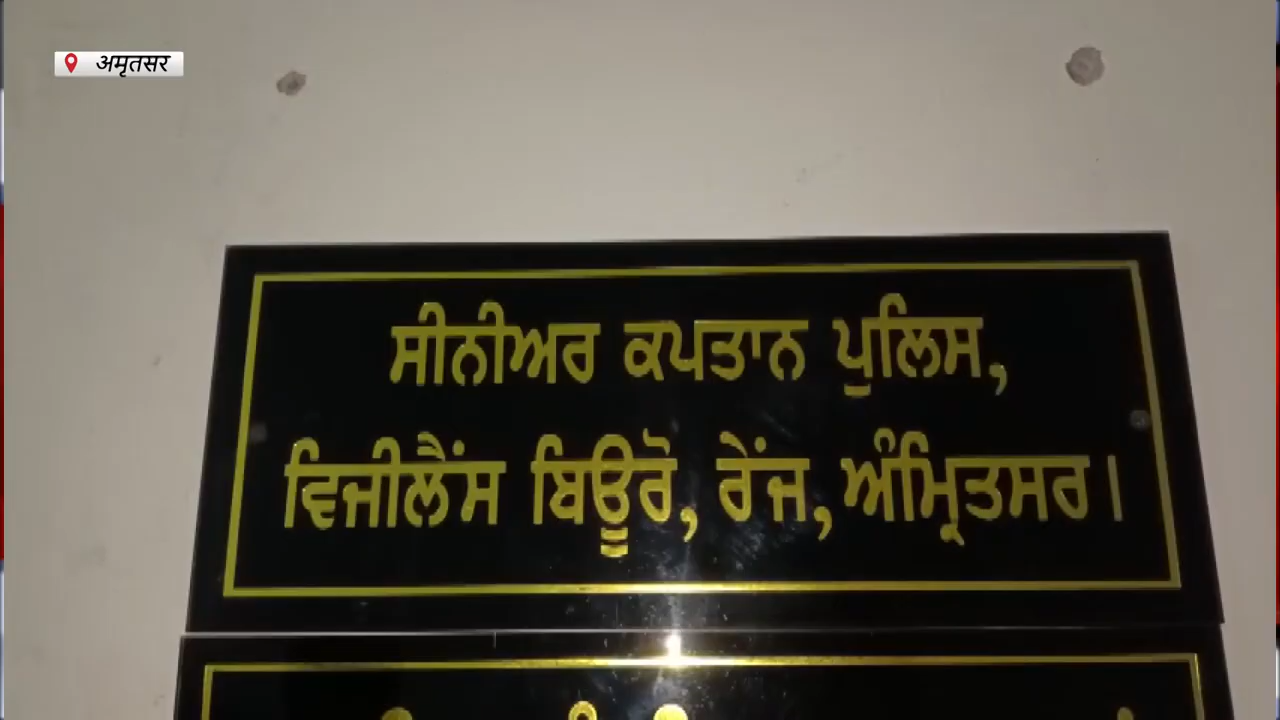 अमृतसर
ਸੀਨੀਅਰ ਕਪਤਾਨ ਪੁਲਿਸ,
ਵਿਜੀਲੈਂਸ ਬਿਊਰੋ, ਰੇਂਜ, ਅੰਮ੍ਰਿਤਸਰ।